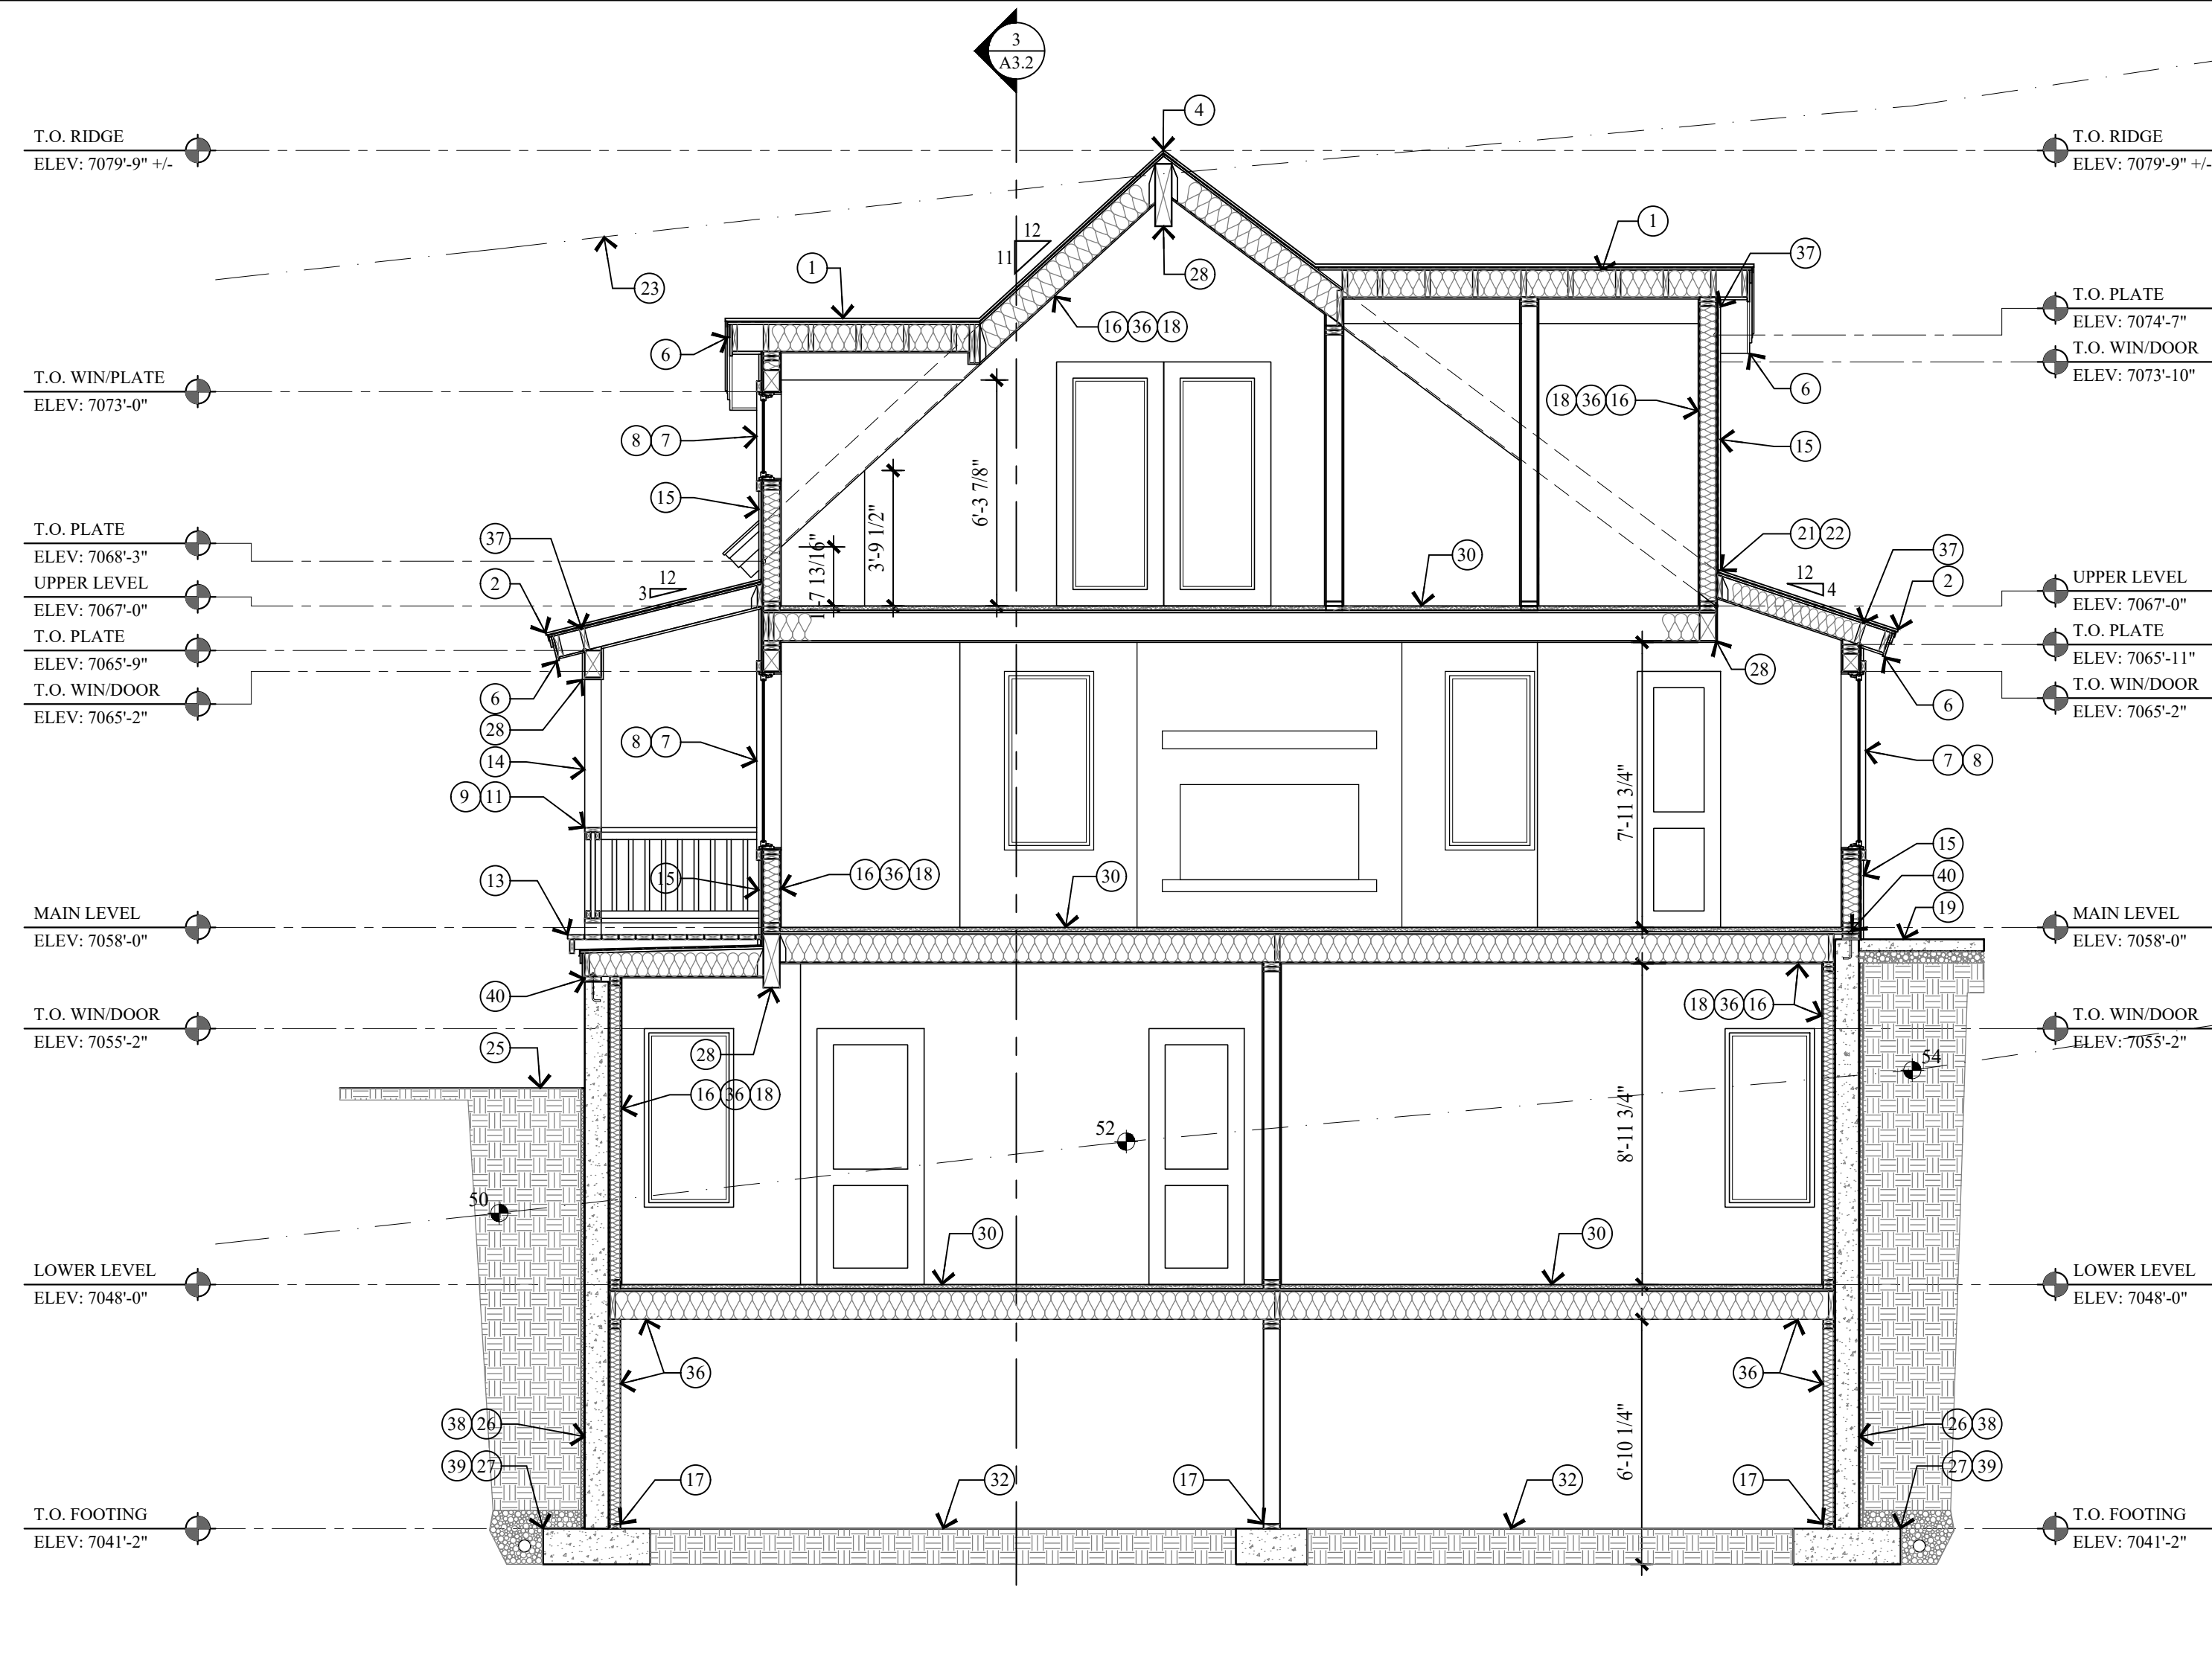 3
A3.2
4
T.O. RIDGE
ELEV: 7079'-9" +/-
T.O. RIDGE
ELEV: 7079'-9" +/-
1
12
11
37
1
28
23
T.O. PLATE
ELEV: 7074'-7"
16 36 18
6
T.O. WIN/DOOR
ELEV: 7073'-10"
T.O. WIN/PLATE
ELEV: 7073'-0"
6
18 36 16
8 7
15
15
6'-3 7/8"
3'-9 1/2"
1'-7 13/16"
T.O. PLATE
ELEV: 7068'-3"
37
21 22
37
30
UPPER LEVEL
ELEV: 7067'-0"
2
12
3
12
4
2
UPPER LEVEL
ELEV: 7067'-0"
T.O. PLATE
ELEV: 7065'-9"
T.O. PLATE
ELEV: 7065'-11"
28
T.O. WIN/DOOR
ELEV: 7065'-2"
T.O. WIN/DOOR
ELEV: 7065'-2"
6
6
28
8 7
14
7 8
9 11
7'-11 3/4"
15
13
15
16 36 18
30
40
19
MAIN LEVEL
ELEV: 7058'-0"
MAIN LEVEL
ELEV: 7058'-0"
40
18 36 16
T.O. WIN/DOOR
ELEV: 7055'-2"
T.O. WIN/DOOR
ELEV: 7055'-2"
25
28
54
16 36 18
52
8'-11 3/4"
50
30
30
LOWER LEVEL
ELEV: 7048'-0"
LOWER LEVEL
ELEV: 7048'-0"
36
36
38 26
26 38
39 27
17
32
17
6'-10 1/4"
32
17
27 39
T.O. FOOTING
ELEV: 7041'-2"
T.O. FOOTING
ELEV: 7041'-2"